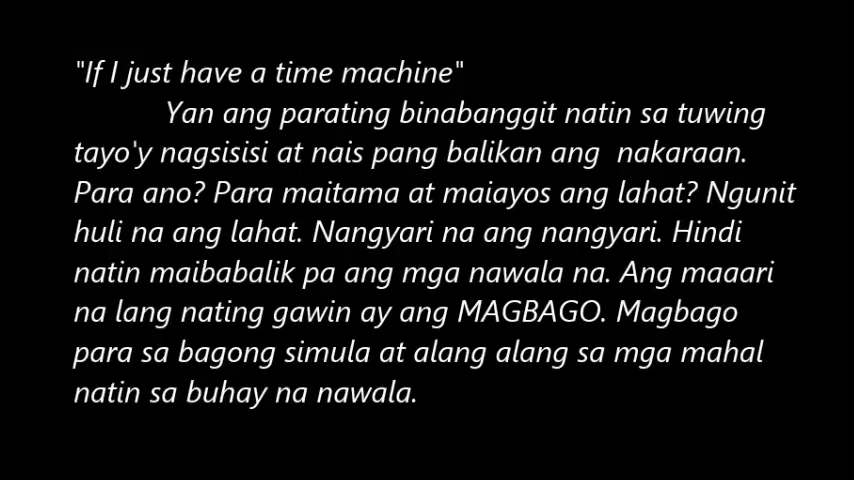 "If I just have a time machine"
Yan ang parating binabanggit natin sa tuwing
tayo'y nagsisisi at nais pang balikan ang nakaraan.
Para ano? Para maitama at maiayos ang lahat? Ngunit
huli na ang lahat. Nangyari na ang nangyari. Hindi
natin maibabalik pa ang mga nawala na. Ang maaari
na lang nating gawin ay ang MAGBAGO. Magbago
para sa bagong simula at alang alang sa mga mahal
natin sa buhay na nawala.